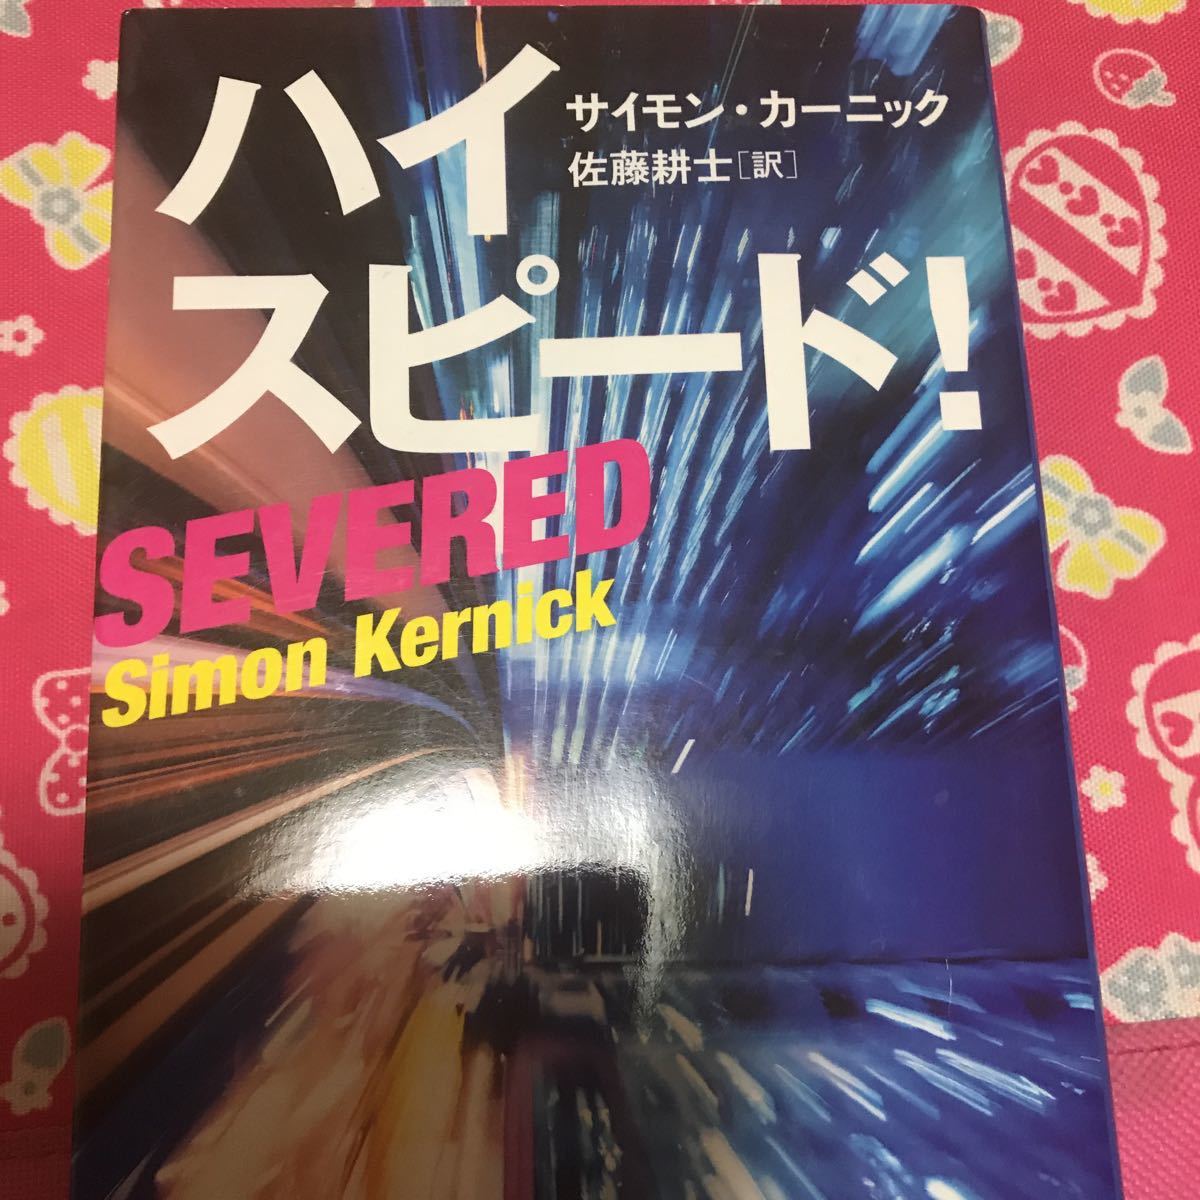 ハイ
スピード!
サイモン・カーニック
佐藤耕士[訳]
SEVERED
Simon Kernick